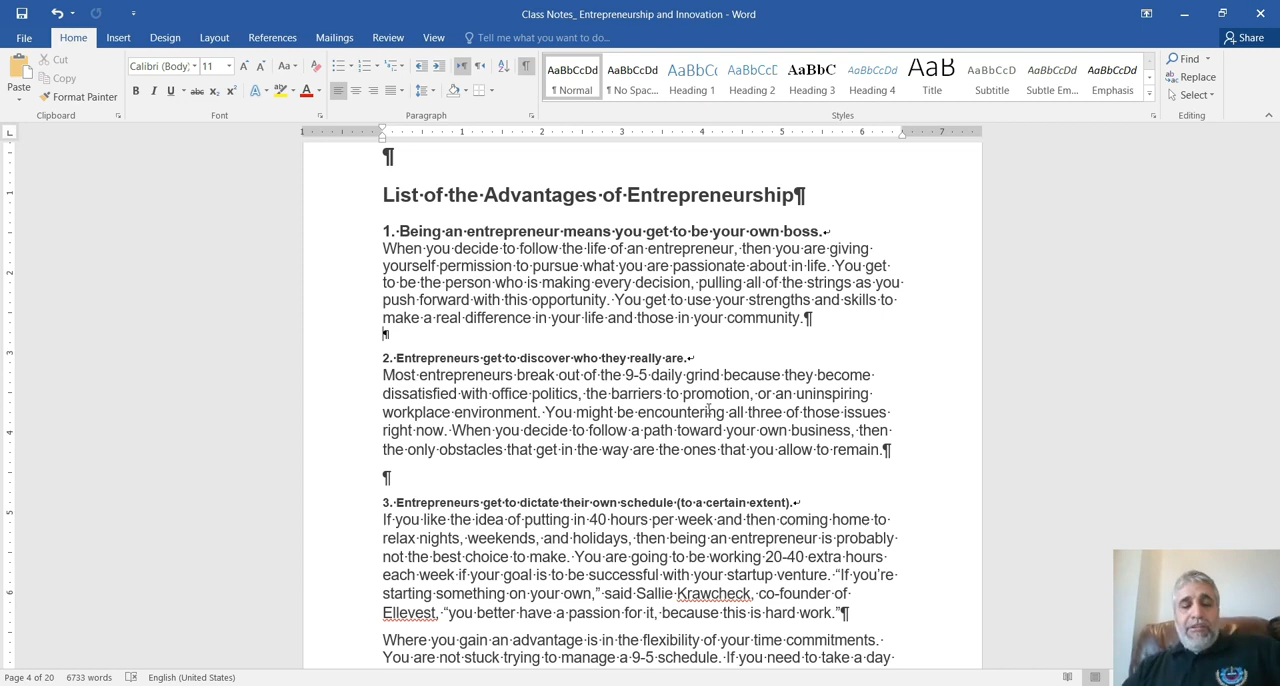 Class Notes_ Entrepreneurship and Innovation - Word
File Home Insert Design Layout References Mailings Review View Tell me what you want to do... Share
Paste
Cut
Copy
Format Painter
Clipboard
Calibri (Body) 11
Font
Paragraph
AaBbCcDd AaBbCcDd AaBbCc AaBbCcD AaBbC AaBbCcDd AaB AaBbCcD AaBbCcDd AaBbCcDd
¶ Normal ¶ No Spac... Heading 1 Heading 2 Heading 3 Heading 4 Title Subtitle Subtle Em... Emphasis
Styles
Find
Replace
Select
Editing
1 1 2 3 4 5 6 7
¶
List·of·the·Advantages·of·Entrepreneurship¶
1.·Being·an·entrepreneur·means·you·get·to·be·your·own·boss.↵
When·you·decide·to·follow·the·life·of·an·entrepreneur,·then·you·are·giving·
yourself·permission·to·pursue·what·you·are·passionate·about·in·life.··You·get·
to·be·the·person·who·is·making·every·decision,·pulling·all·of·the·strings·as·you·
push·forward·with·this·opportunity.··You·get·to·use·your·strengths·and·skills·to·
make·a·real·difference·in·your·life·and·those·in·your·community.¶
¶
2.·Entrepreneurs·get·to·discover·who·they·really·are.↵
Most·entrepreneurs·break·out·of·the·9-5·daily·grind·because·they·become·
dissatisfied·with·office·politics,·the·barriers·to·promotion,·or·an·uninspiring·
workplace·environment.··You·might·be·encountering·all·three·of·those·issues·
right·now.··When·you·decide·to·follow·a·path·toward·your·own·business,·then·
the·only·obstacles·that·get·in·the·way·are·the·ones·that·you·allow·to·remain.¶
¶
3.·Entrepreneurs·get·to·dictate·their·own·schedule·(to·a·certain·extent).↵
If·you·like·the·idea·of·putting·in·40·hours·per·week·and·then·coming·home·to·
relax·nights,·weekends,·and·holidays,·then·being·an·entrepreneur·is·probably·
not·the·best·choice·to·make.··You·are·going·to·be·working·20-40·extra·hours·
each·week·if·your·goal·is·to·be·successful·with·your·startup·venture.··“If·you’re·
starting·something·on·your·own,”·said·Sallie·Krawcheck,·co-founder·of·
Ellevest,·“you·better·have·a·passion·for·it,·because·this·is·hard·work.”¶
Where·you·gain·an·advantage·is·in·the·flexibility·of·your·time·commitments.··
You·are·not·stuck·trying·to·manage·a·9-5·schedule.··If·you·need·to·take·a·day·
Page 4 of 20 6733 words English (United States)